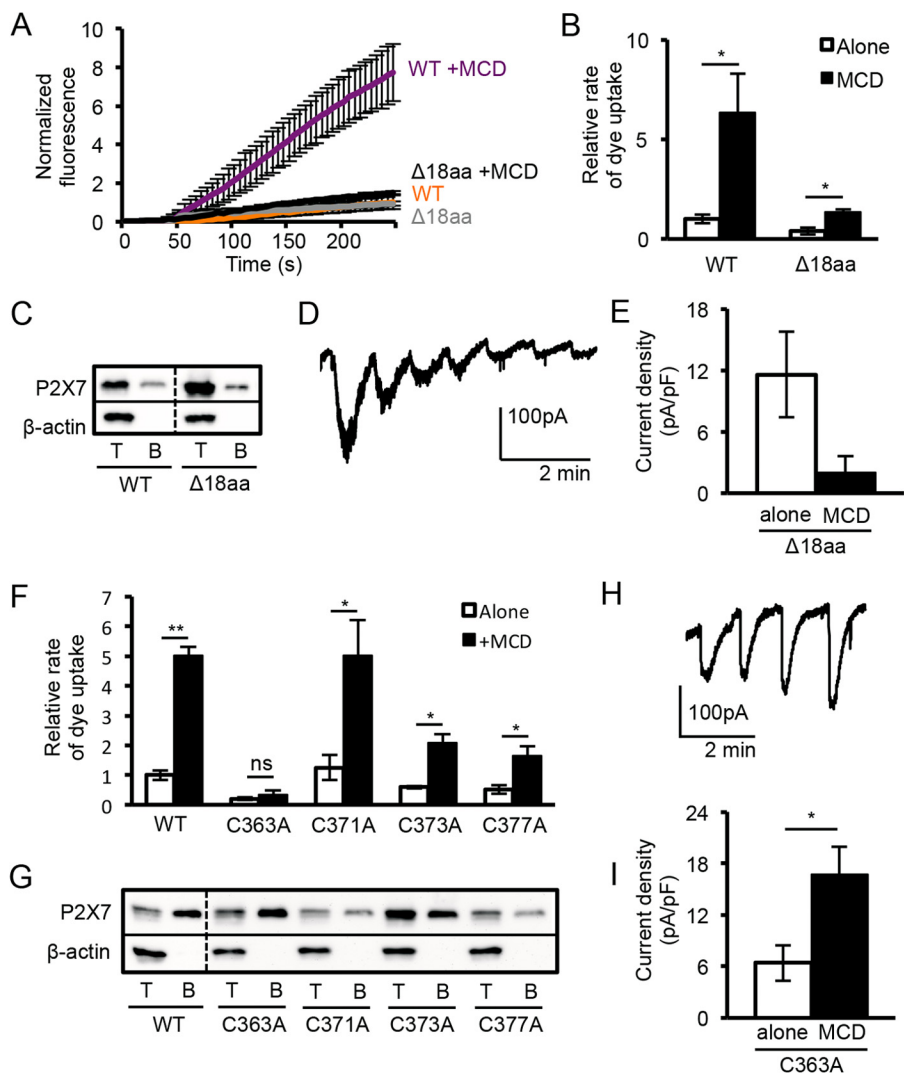 A
10
8
6
4
2
0
Normalized
fluorescence
WT +MCD
Δ18aa +MCD
WT
Δ18aa
0 50 100 150 200
Time (s)
B
Alone
MCD
10
5
0
Relative rate
of dye uptake
*
*
WT Δ18aa
C
P2X7
β-actin
T B T B
WT Δ18aa
D
100pA
2 min
E
18
12
6
0
Current density
(pA/pF)
alone MCD
Δ18aa
F
7
6
5
4
3
2
1
0
Relative rate
of dye uptake
Alone
+MCD
**
ns
*
*
*
WT C363A C371A C373A C377A
G
P2X7
β-actin
T B T B T B T B T B
WT C363A C371A C373A C377A
H
100pA
2 min
I
24
18
12
6
0
Current density
(pA/pF)
*
alone MCD
C363A